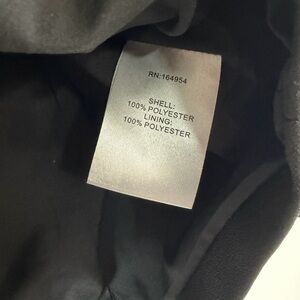 RN:164954
SHELL:
100% POLYESTER
LINING:
100% POLYESTER